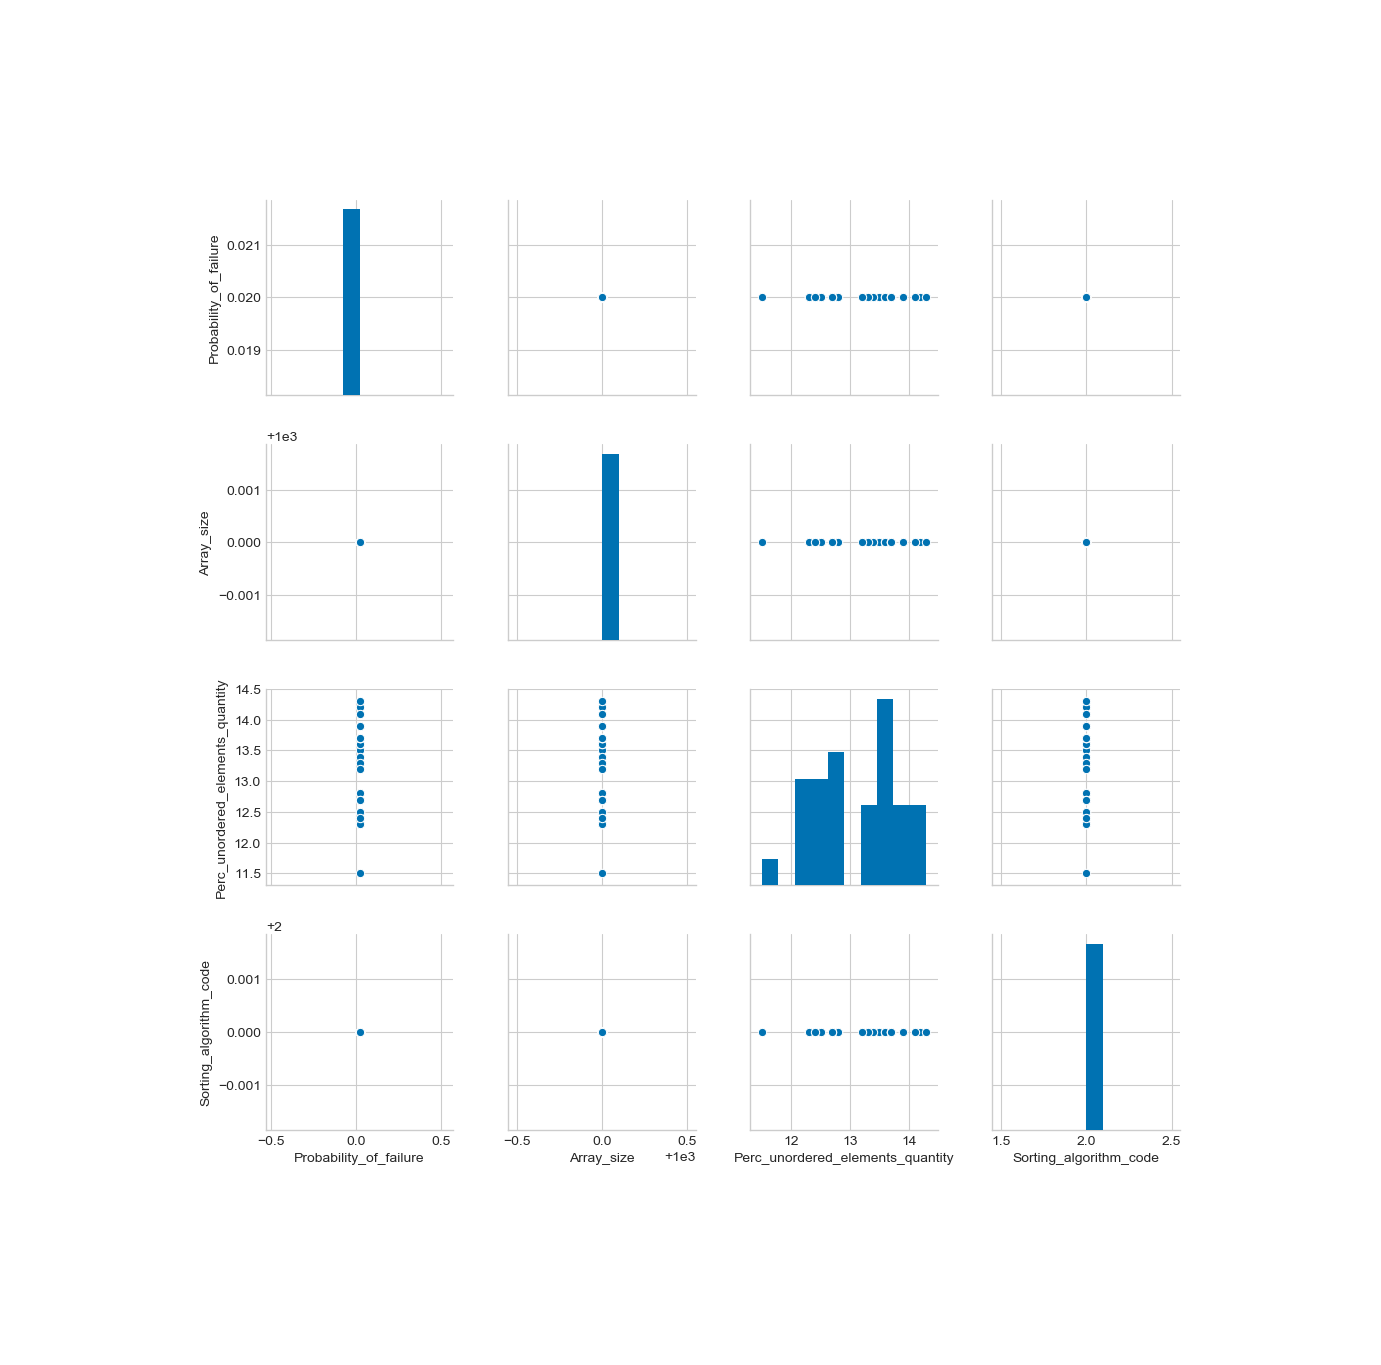 Probability_of_failure
0.021
0.020
0.019
+1e3
Array_size
0.001
0.000
−0.001
Perc_unordered_elements_quantity
14.5
14.0
13.5
13.0
12.5
12.0
11.5
+2
Sorting_algorithm_code
0.001
0.000
−0.001
−0.5 0.0 0.5
−0.5 0.0 0.5
12 13 14
1.5 2.0 2.5
Probability_of_failure
Array_size
+1e3
Perc_unordered_elements_quantity
Sorting_algorithm_code